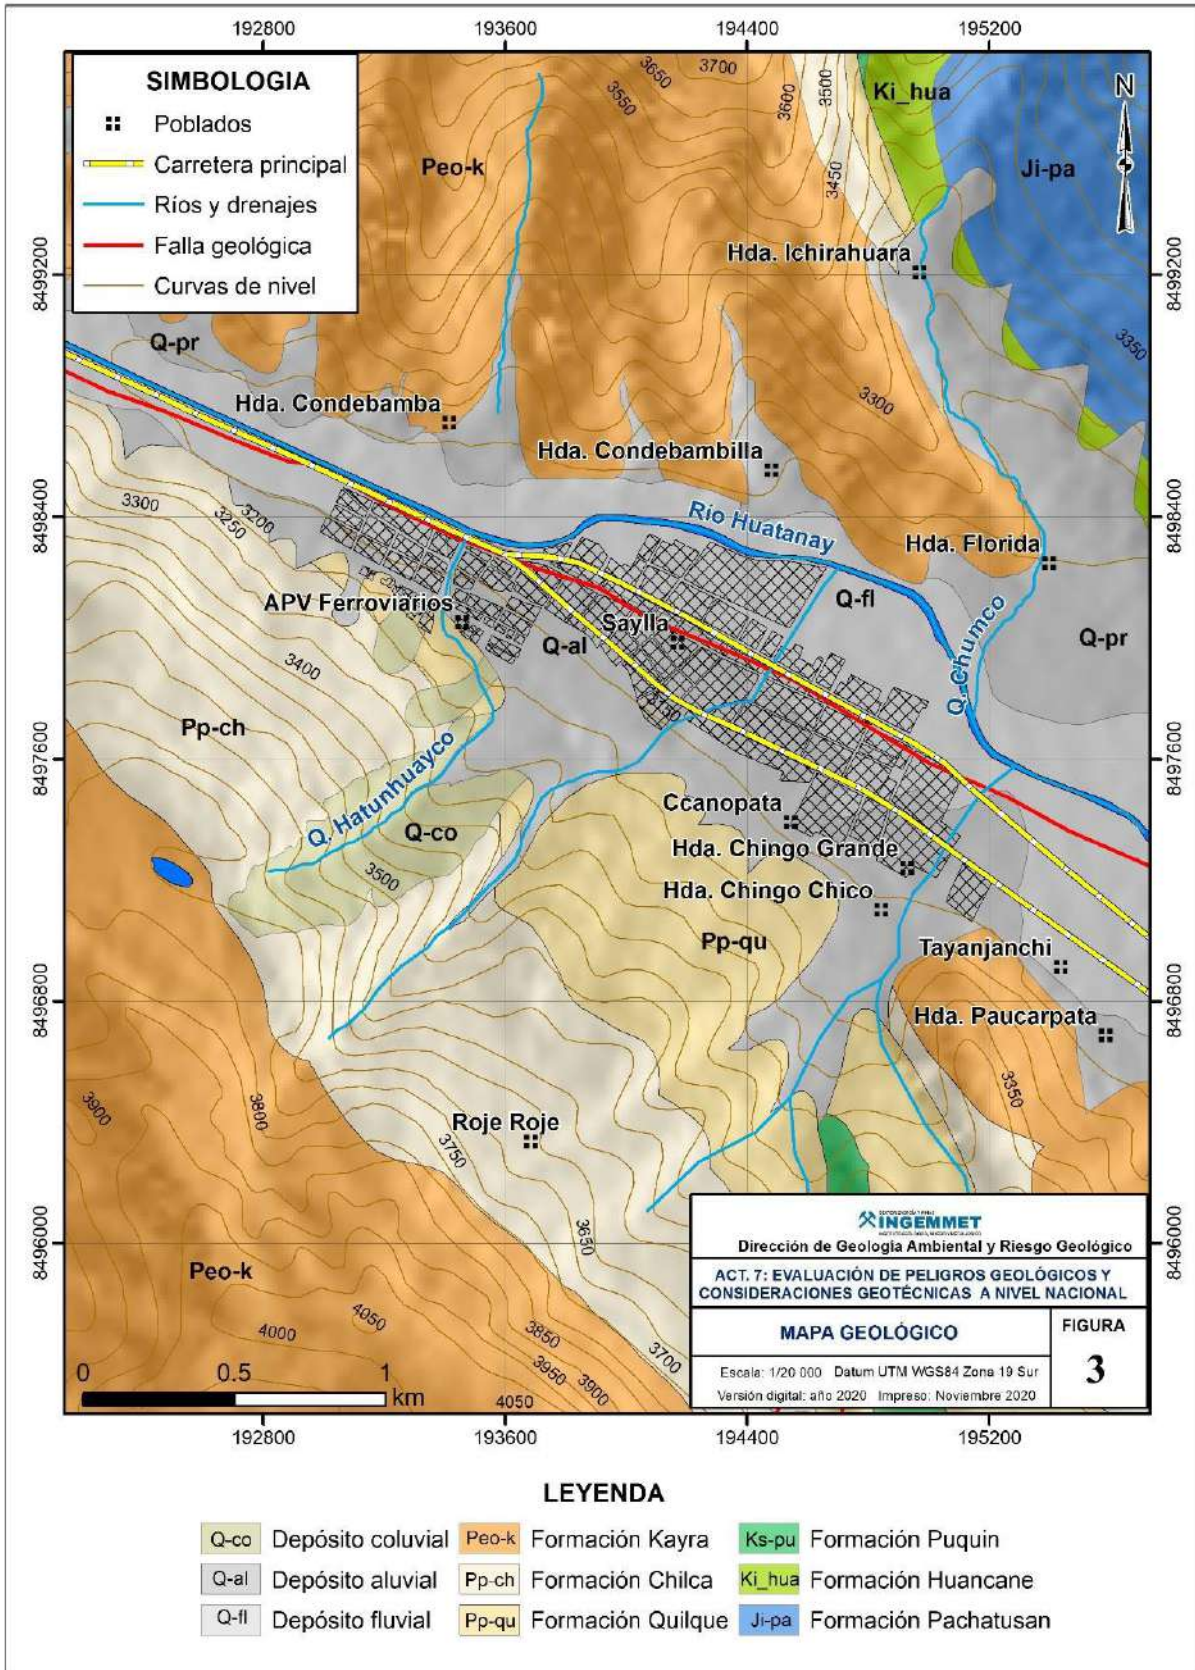 192800 193600 194400 195200
SIMBOLOGIA
Poblados
Carretera principal
Ríos y drenajes
Falla geológica
Curvas de nivel
3650
3700
3550
3600
3500
3450
Ki_hua
N
Peo-k
Ji-pa
Hda. Ichirahuara
8499200
8499200
Q-pr
3350
Hda. Condebamba
3300
Hda. Condebambilla
3300
3250
3200
8498400
8498400
Río Huatanay
Hda. Florida
APV Ferroviarios
Saylla
Q-fl
Q-al
Q. Chumco
Q-pr
3400
Pp-ch
8497600
8497600
Q. Hatunhuayco
Q-co
Ccanopata
Hda. Chingo Grande
3500
Hda. Chingo Chico
Pp-qu
Tayanjanchi
8496800
8496800
Hda. Paucarpata
3900
3800
3350
Roje Roje
3750
3650
8496000
8496000
Peo-k
4050
4000
3850
3950
3900
3700
4050
0 0.5 1
km
INGEMMET
Dirección de Geología Ambiental y Riesgo Geológico
ACT. 7: EVALUACIÓN DE PELIGROS GEOLÓGICOS Y
CONSIDERACIONES GEOTÉCNICAS A NIVEL NACIONAL
MAPA GEOLÓGICO
FIGURA
3
Escala: 1/20 000 Datum UTM WGS84 Zona 19 Sur
Versión digital: año 2020 Impreso: Noviembre 2020
192800 193600 194400 195200
LEYENDA
Q-co Depósito coluvial Peo-k Formación Kayra Ks-pu Formación Puquin
Q-al Depósito aluvial Pp-ch Formación Chilca Ki_hua Formación Huancane
Q-fl Depósito fluvial Pp-qu Formación Quilque Ji-pa Formación Pachatusan